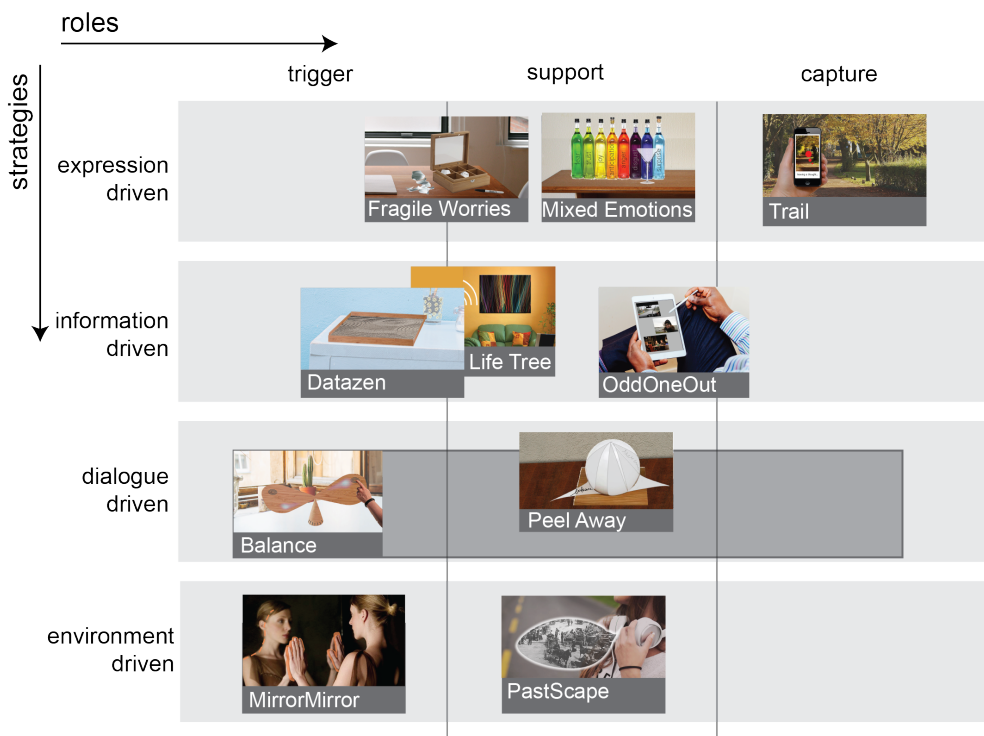 roles
strategies
trigger
support
capture
expression
driven
Fragile Worries
Mixed Emotions
Trail
information
driven
Datazen
Life Tree
OddOneOut
dialogue
driven
Balance
Peel Away
environment
driven
MirrorMirror
PastScape